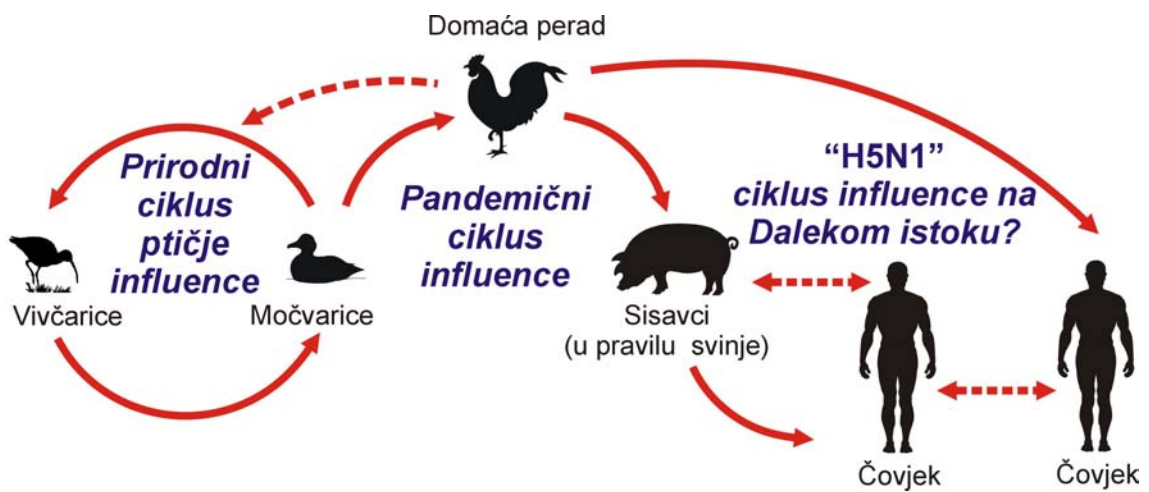 Domaća perad
Prirodni
ciklus
ptičje
influence
Pandemični
ciklus
influence
“H5N1”
ciklus influence na
Dalekom istoku?
Vivčarice
Močvarice
Sisavci
(u pravilu svinje)
Čovjek
Čovjek